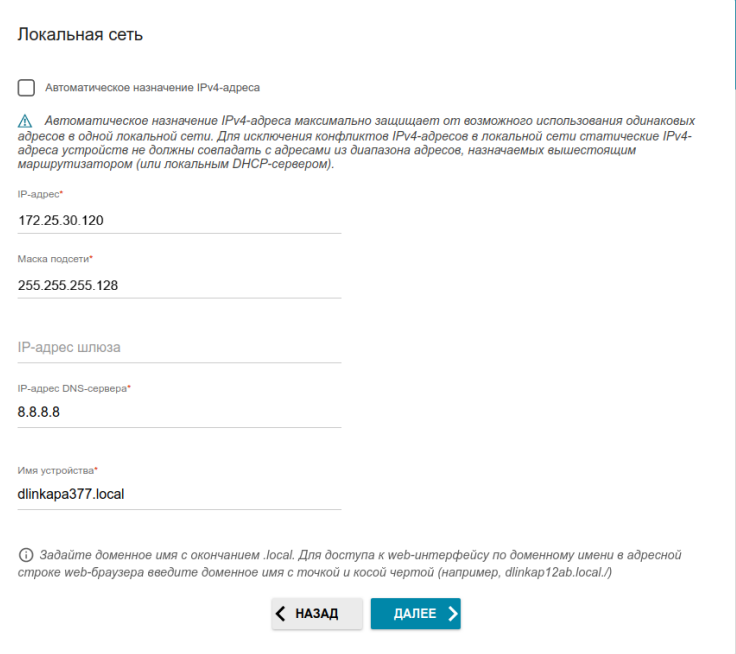 Локальная сеть
Автоматическое назначение IPv4-адреса
Автоматическое назначение IPv4-адреса максимально защищает от возможного использования одинаковых
адресов в одной локальной сети. Для исключения конфликтов IPv4-адресов в локальной сети статические IPv4-
адреса устройств не должны совпадать с адресами из диапазона адресов, назначаемых вышестоящим
маршрутизатором (или локальным DHCP-сервером).
IP-адрес*
172.25.30.120
Маска подсети*
255.255.255.128
IP-адрес шлюза
IP-адрес DNS-сервера*
8.8.8.8
Имя устройства*
dlinkapa377.local
Задайте доменное имя с окончанием .local. Для доступа к web-интерфейсу по доменному имени в адресной
строке web-браузера введите доменное имя с точкой и косой чертой (например, dlinkap12ab.local./)
НАЗАД ДАЛЕЕ